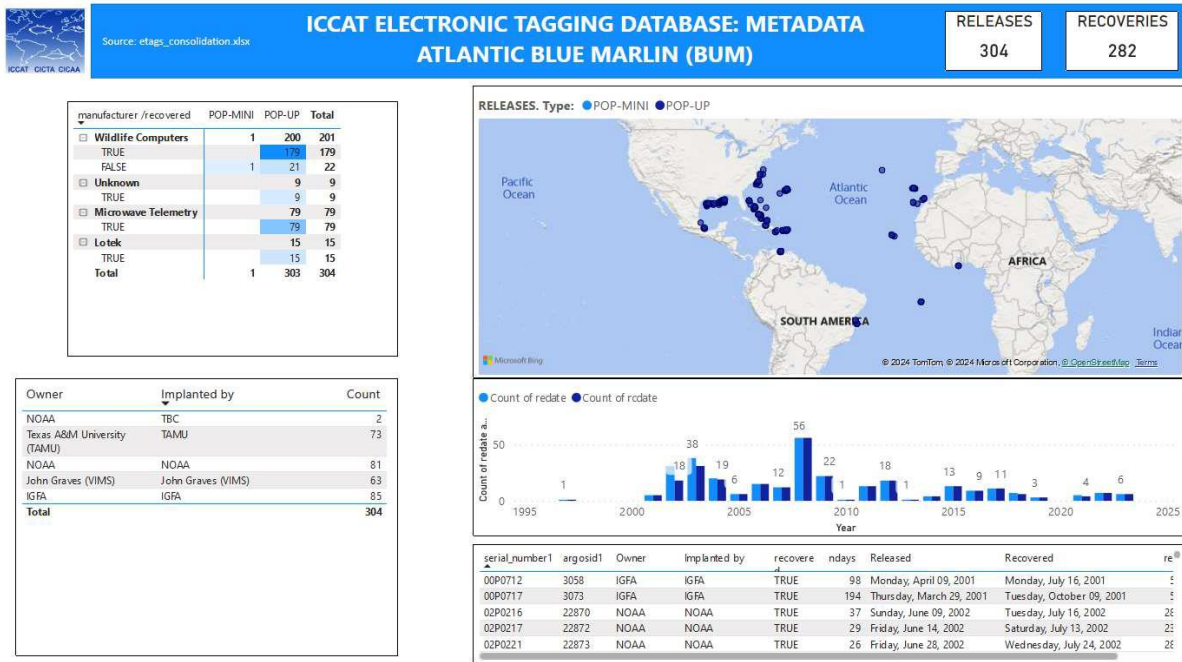 ICCAT CICTA CICAA
Source: etags_consolidation.xlsx
ICCAT ELECTRONIC TAGGING DATABASE: METADATA
ATLANTIC BLUE MARLIN (BUM)
RELEASES
304
RECOVERIES
282
manufacturer /recovered POP-MINI POP-UP Total
Wildlife Computers 1 200 201
TRUE 179 179
FALSE 1 21 22
Unknown 9 9
TRUE 9 9
Microwave Telemetry 79 79
TRUE 79 79
Lotek 15 15
TRUE 15 15
Total 1 303 304
RELEASES. Type: POP-MINI POP-UP
Pacific
Ocean
Atlantic
Ocean
AFRICA
SOUTH AMERICA
Indian
Ocean
Microsoft Bing
© 2024 TomTom, © 2024 Microsoft Corporation, © OpenStreetMap Terms
Owner Implanted by Count
NOAA TBC 2
Texas A&M University TAMU 73
(TAMU)
NOAA NOAA 81
John Graves (VIMS) John Graves (VIMS) 63
IGFA IGFA 85
Total 304
Count of redate Count of rcdate
Count of redate a...
50
0
1 18 38 19 6 12 56 22 1 18 1 13 9 11 3 4 6
1995 2000 2005 2010 2015 2020 2025
Year
serial_number1 argosid1 Owner Implanted by recovere ndays Released Recovered re
d
00P0712 3058 IGFA IGFA TRUE 98 Monday, April 09, 2001 Monday, July 16, 2001
00P0717 3073 IGFA IGFA TRUE 194 Thursday, March 29, 2001 Tuesday, October 09, 2001
02P0216 22870 NOAA NOAA TRUE 37 Sunday, June 09, 2002 Tuesday, July 16, 2002 28
02P0217 22872 NOAA NOAA TRUE 29 Friday, June 14, 2002 Saturday, July 13, 2002
02P0221 22873 NOAA NOAA TRUE 26 Friday, June 28, 2002 Wednesday, July 24, 2002 28